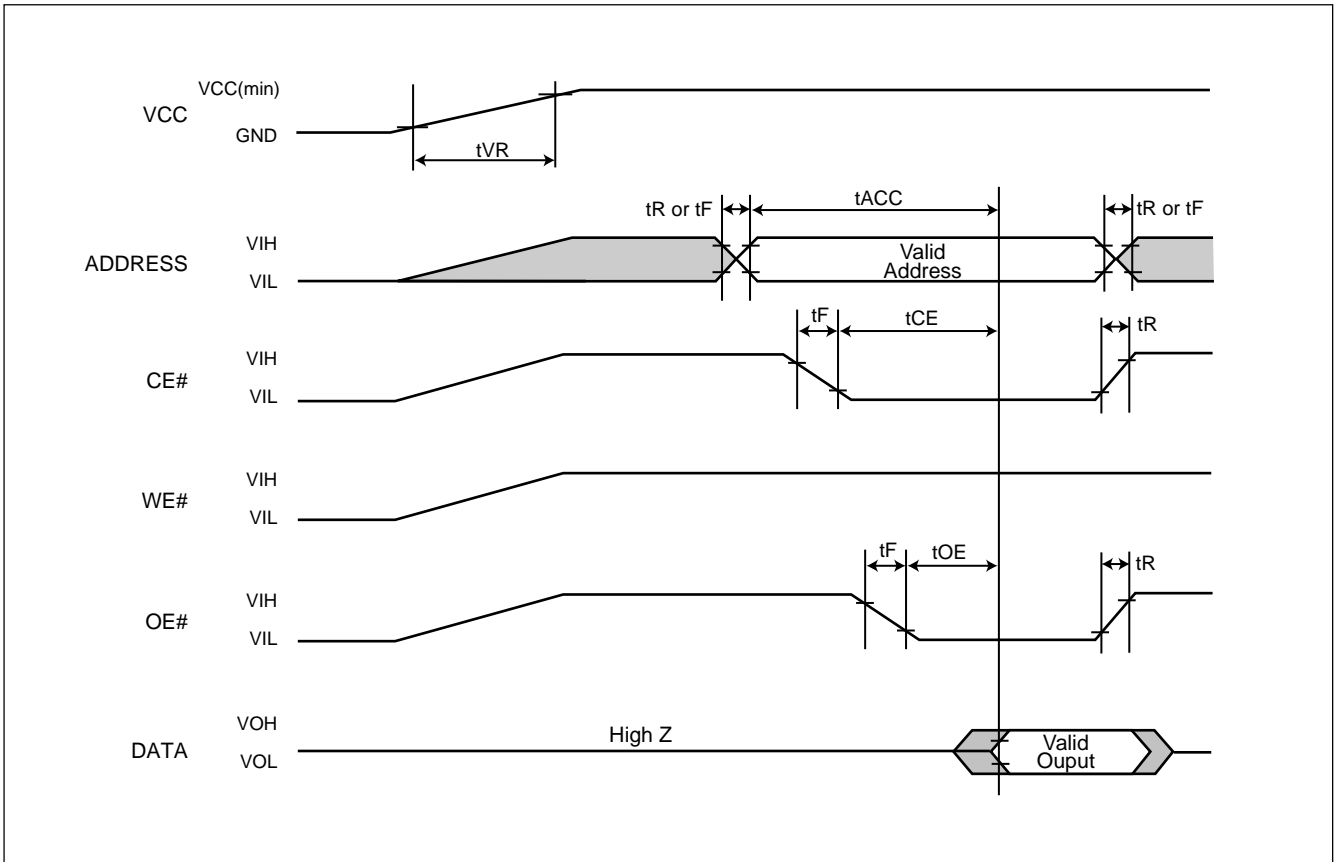 VCC(min)
VCC
GND
tVR
tR or tF
tACC
tR or tF
VIH
ADDRESS
VIL
Valid
Address
tF
tCE
tR
VIH
CE#
VIL
VIH
WE#
VIL
tF
tOE
tR
VIH
OE#
VIL
VOH
DATA
VOL
High Z
Valid
Ouput